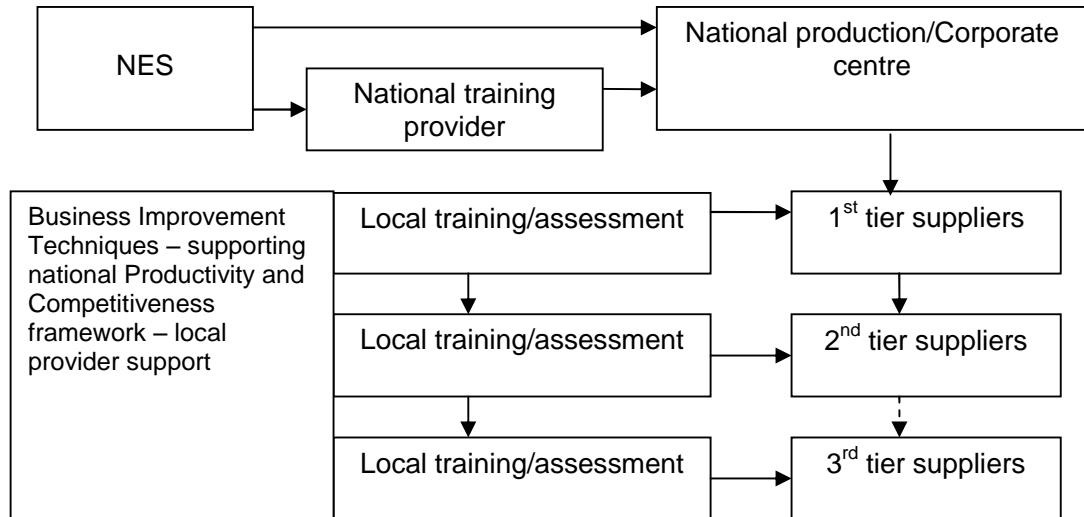 NES
National production/Corporate
centre
National training
provider
Business Improvement
Techniques – supporting
national Productivity and
Competitiveness
framework – local
provider support
Local training/assessment
1st tier suppliers
Local training/assessment
2nd tier suppliers
Local training/assessment
3rd tier suppliers